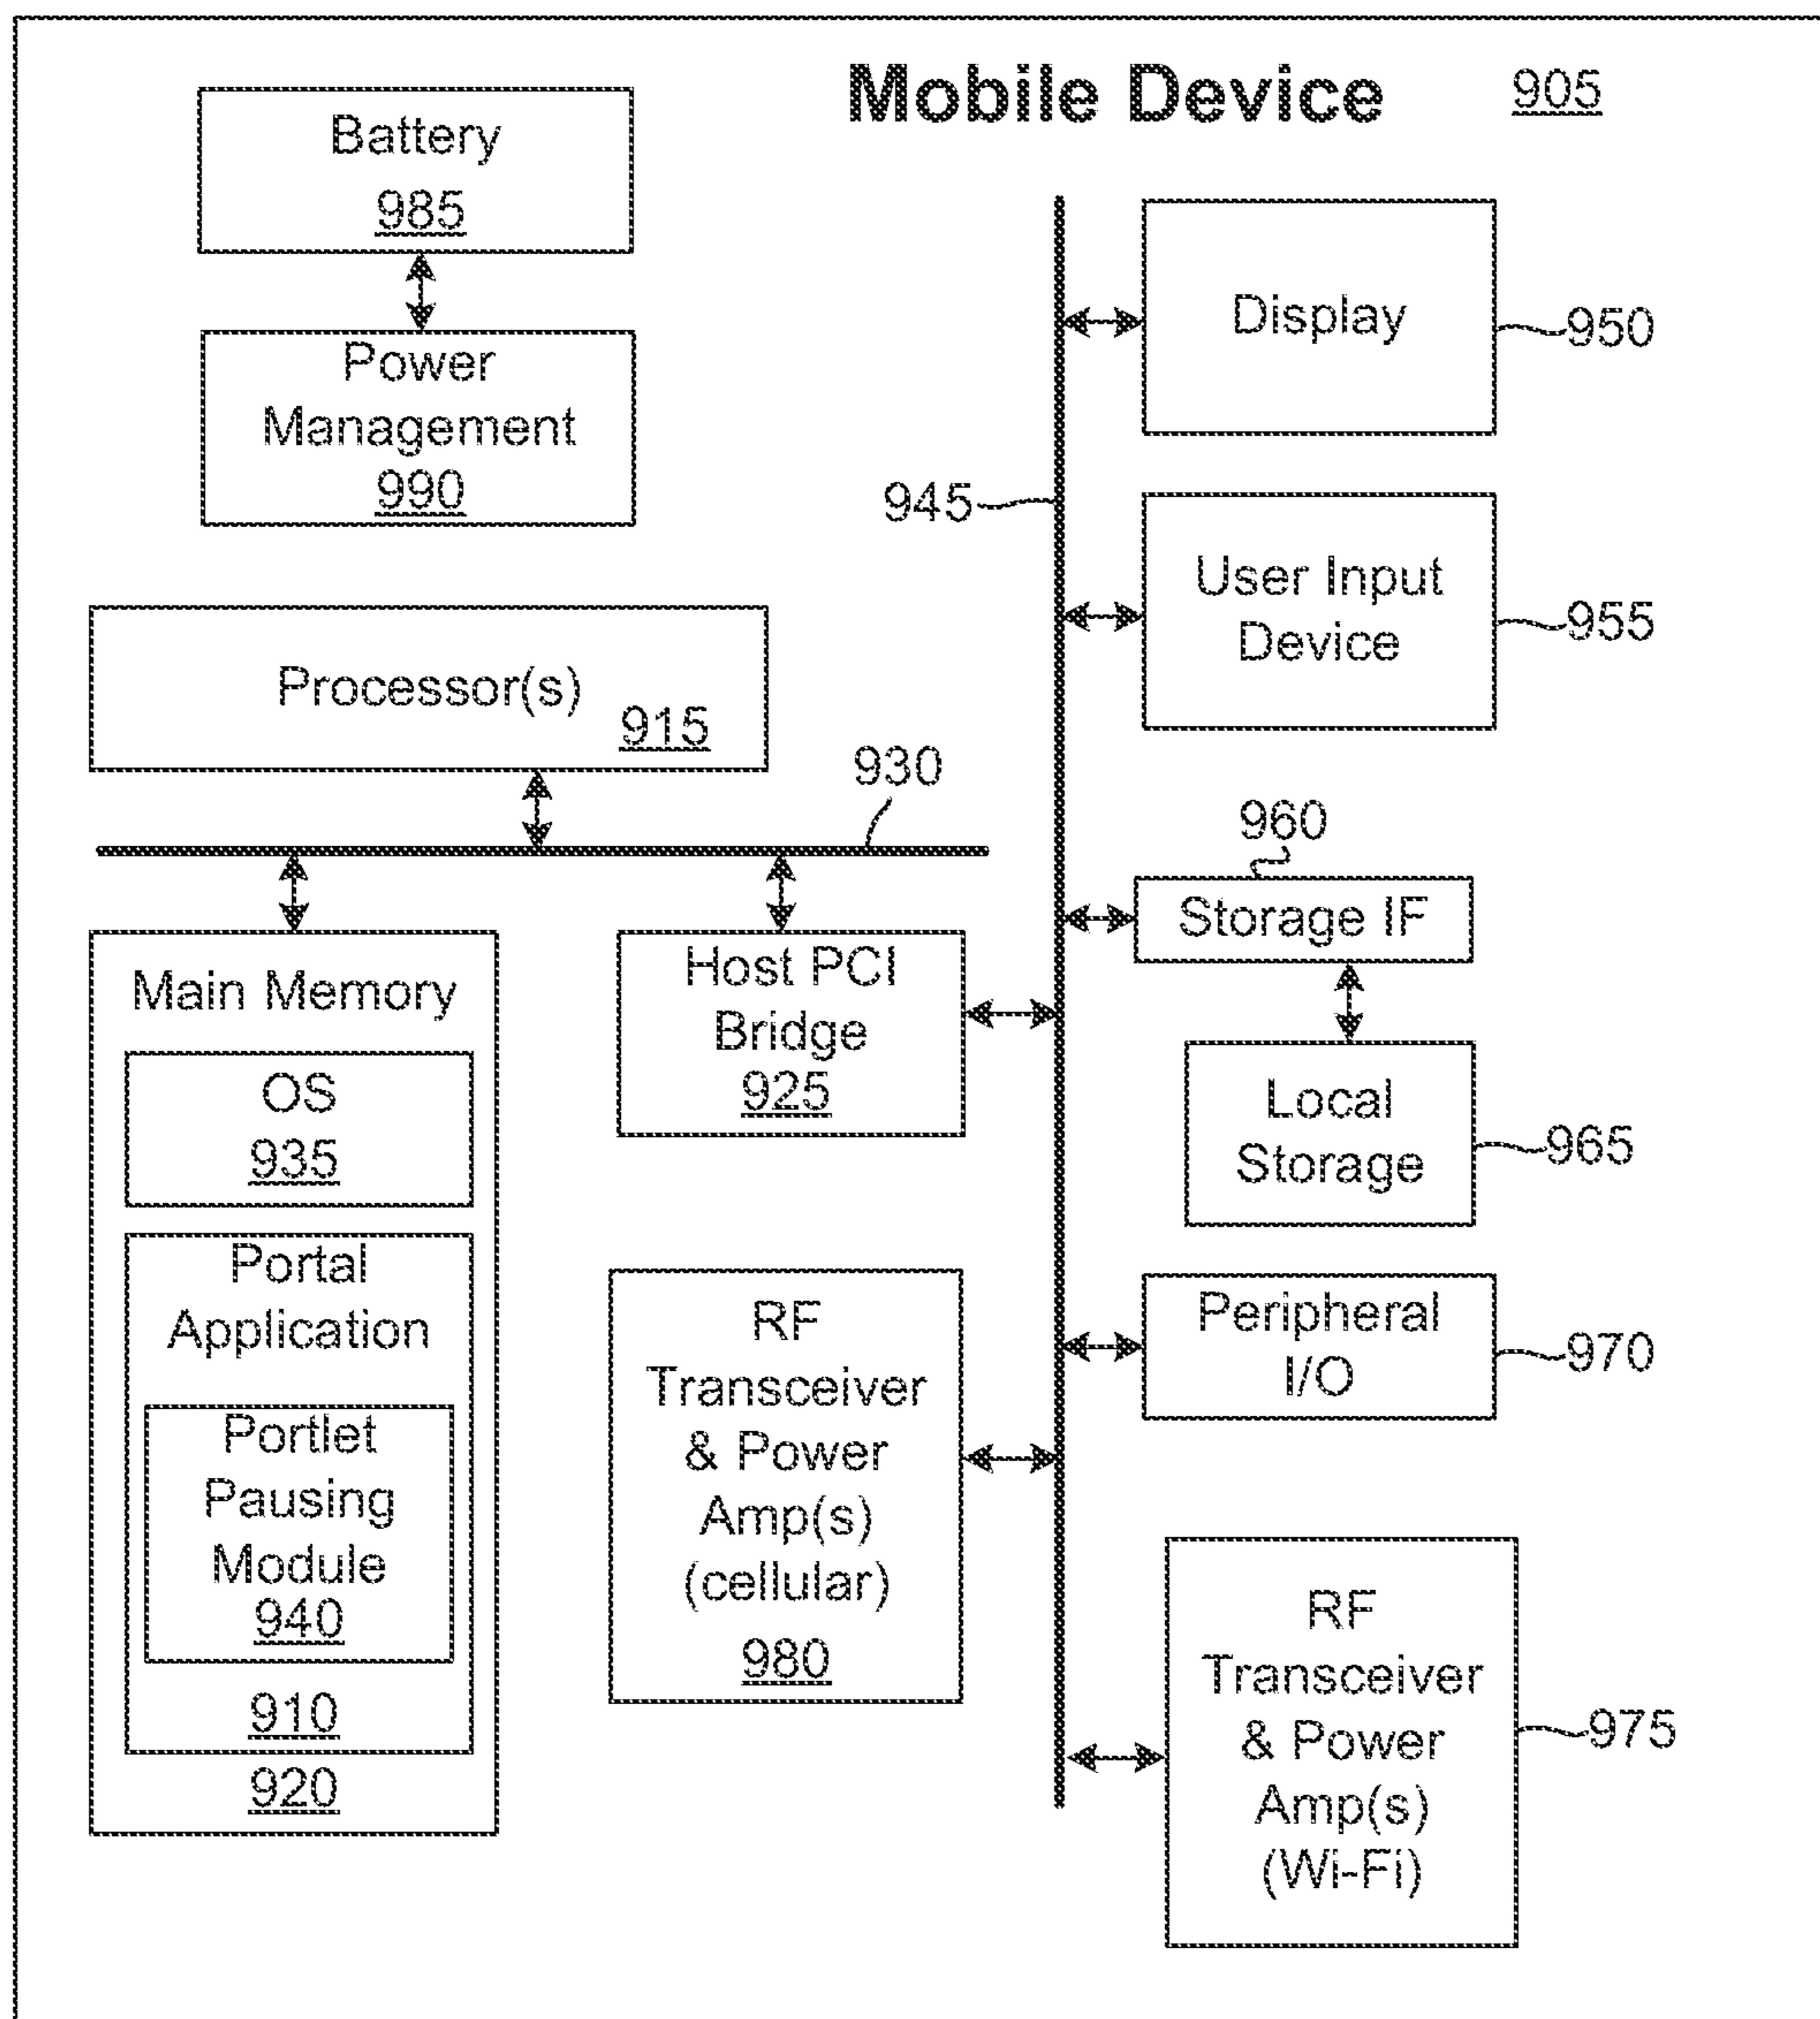 Mobile Device 905
Battery
985
Power
Management
990
Processor(s)
915
930
Main Memory
OS
935
Portal
Application
Portlet
Pausing
Module
940
910
920
Host PCI
Bridge
925
RF
Transceiver
& Power
Amp(s)
(cellular)
980
945
Display
950
User Input
Device
955
960
Storage IF
Local
Storage
965
Peripheral
I/O
970
RF
Transceiver
& Power
Amp(s)
(Wi-Fi)
975